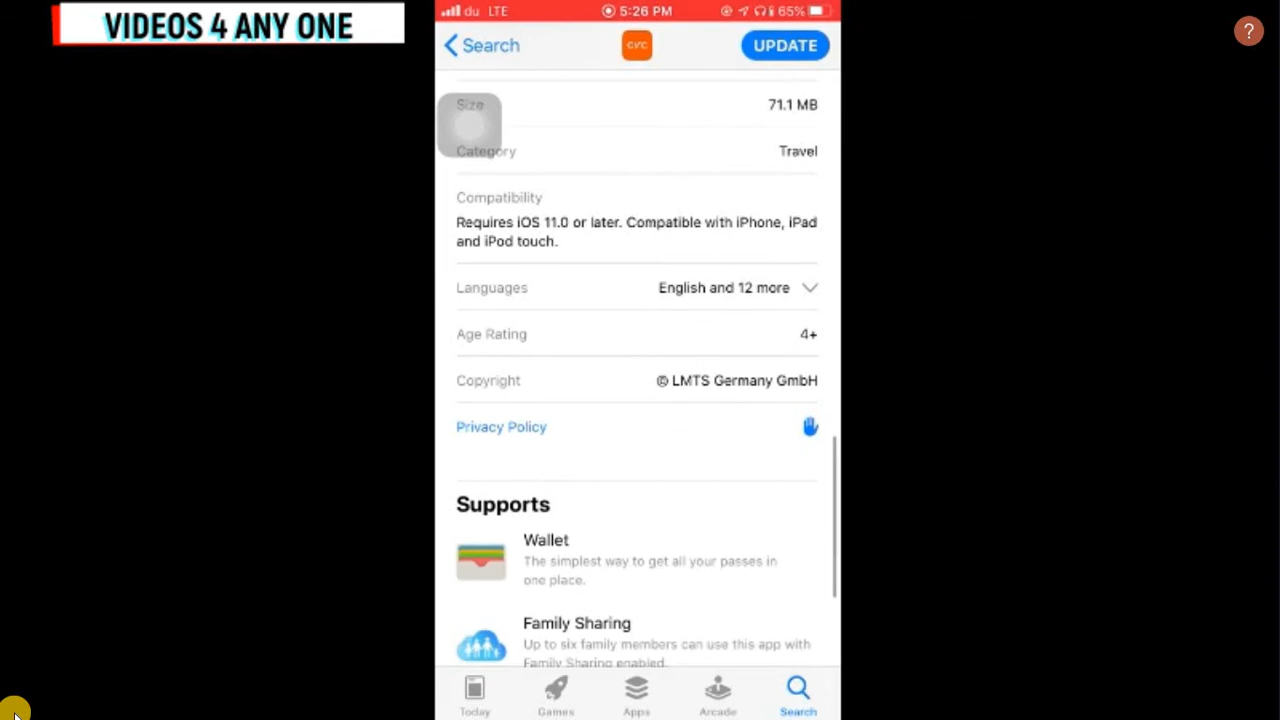 VIDEOS 4 ANY ONE
du LTE 5:26 PM 65%
?
Search GYG UPDATE
Size 71.1 MB
Category Travel
Compatibility
Requires iOS 11.0 or later. Compatible with iPhone, iPad
and iPod touch.
Languages English and 12 more
Age Rating 4+
Copyright © LMTS Germany GmbH
Privacy Policy
Supports
Wallet
The simplest way to get all your passes in
one place.
Family Sharing
Up to six family members can use this app with
Family Sharing enabled.
Today Games Apps Arcade Search